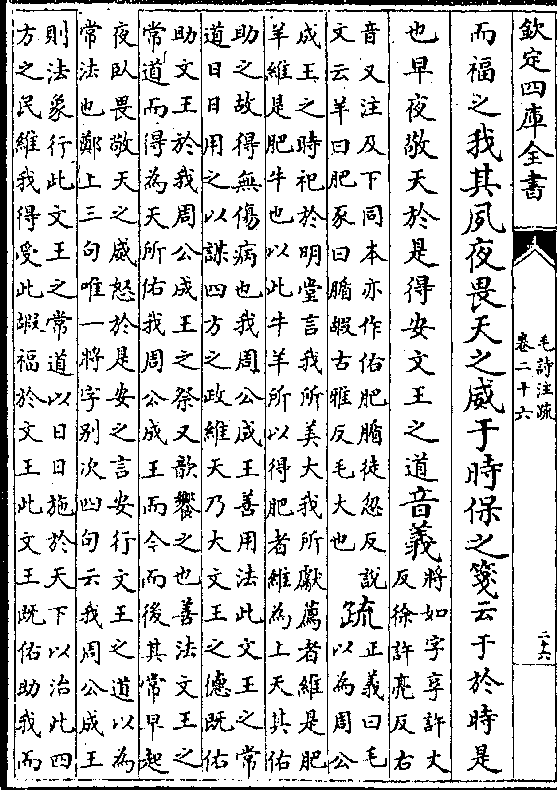 欽定四庫全書
毛詩注疏
卷二十六
二十六
而福之我其夙夜畏天之威于時保之箋云于於時是
也早夜敬天於是得安文王之道音義
將如字享許丈
反徐許亮反右
音又注及下同本亦作佑肥腯徒忽反說
文云羊曰肥豕曰腯嘏古雅反毛大也
疏
正義曰毛
以為周公
成王之時祀於明堂言我所美大我所獻薦者維是肥
羊維是肥牛也以此牛羊所以得肥者維為上天其佑
助之故得無傷病也我周公成王善用法此文王之常
道日日用之以謀四方之政維天乃大文王之德既佑
助文王於我周公成王之祭又歆饗之也善法文王之
常道而得為天所佑我周公成王而今而後其常早起
夜臥畏敬天之威怒於是安之言安行文王之道以為
常法也鄭上三句唯一將字别次四句云我周公成王
則法象行此文王之常道以日日施於天下以治此四
方之民維我得受此嘏福於文王此文王既佑助我而